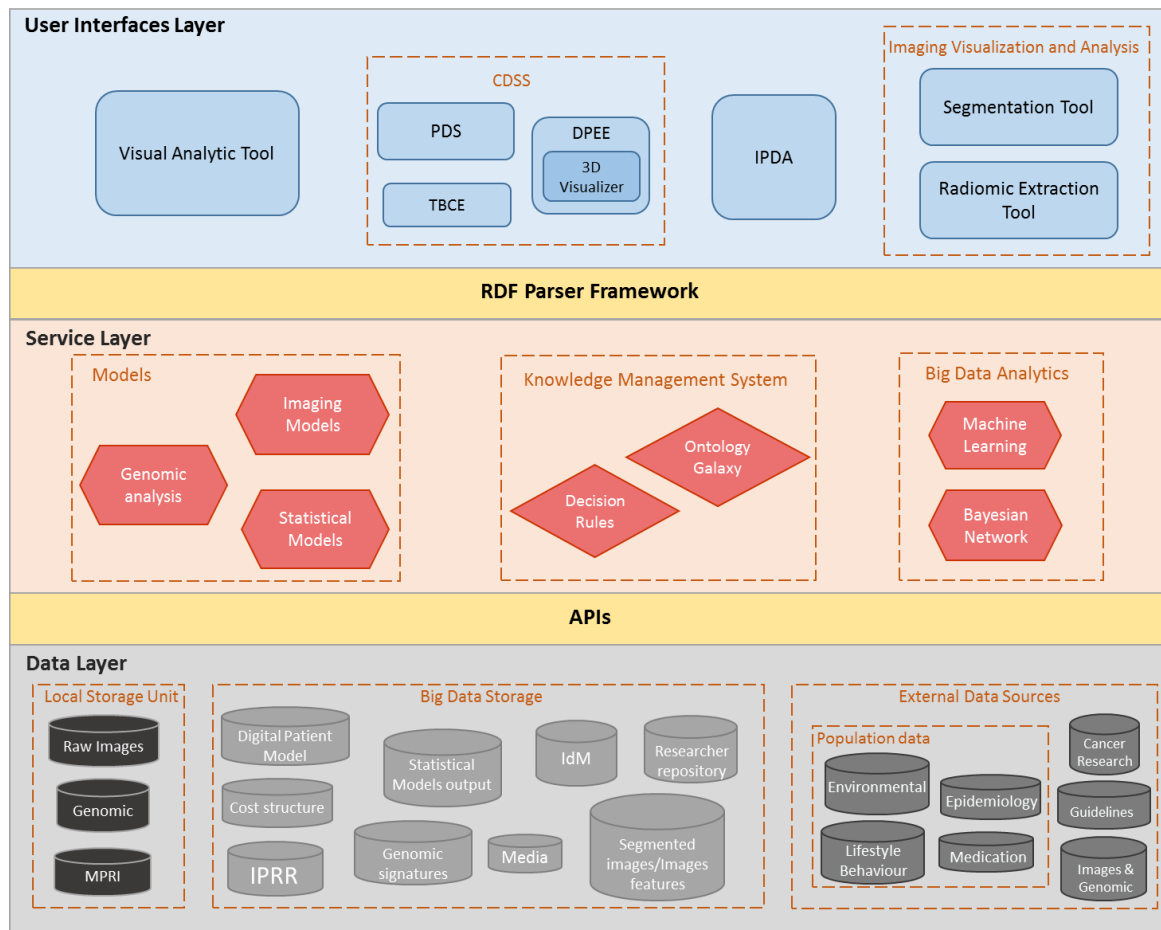 User Interfaces Layer
Visual Analytic Tool
CDSS
PDS
TBCE
DPEE
3D
Visualizer
IPDA
Imaging Visualization and Analysis
Segmentation Tool
Radiomic Extraction
Tool
RDF Parser Framework
Service Layer
Models
Imaging
Models
Genomic
analysis
Statistical
Models
Knowledge Management System
Ontology
Galaxy
Decision
Rules
Big Data Analytics
Machine
Learning
Bayesian
Network
APIs
Data Layer
Local Storage Unit
Raw Images
Genomic
MPRI
Big Data Storage
Digital Patient
Model
Statistical
Models output
IdM
Researcher
repository
Cost structure
IPRR
Genomic
signatures
Media
Segmented
images/Images
features
External Data Sources
Population data
Environmental
Epidemiology
Lifestyle
Behaviour
Medication
Cancer
Research
Guidelines
Images &
Genomic